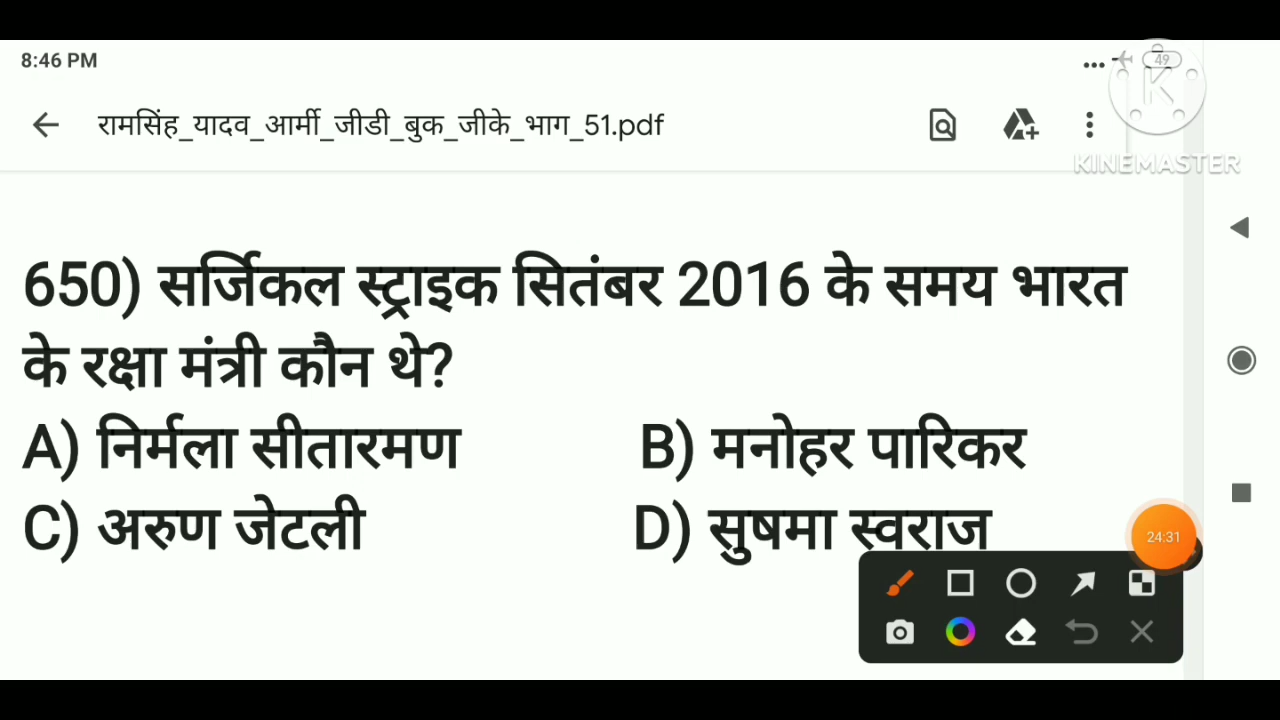 8:46 PM
49
रामसिंह_यादव_आर्मी_जीडी_बुक_जीके_भाग_51.pdf
KINEMASTER
650) सर्जिकल स्ट्राइक सितंबर 2016 के समय भारत
के रक्षा मंत्री कौन थे?
A) निर्मला सीतारमण B) मनोहर पारिकर
C) अरुण जेटली D) सुषमा स्वराज
24:31